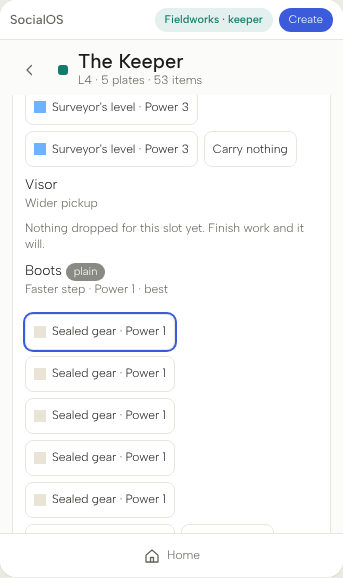 SocialOS
Fieldworks · keeper
Create
The Keeper
L4 · 5 plates · 53 items
Surveyor's level · Power 3
Surveyor's level · Power 3
Carry nothing
Visor
Wider pickup
Nothing dropped for this slot yet. Finish work and it
will.
Boots plain
Faster step · Power 1 · best
Sealed gear · Power 1
Sealed gear · Power 1
Sealed gear · Power 1
Sealed gear · Power 1
Sealed gear · Power 1
Home